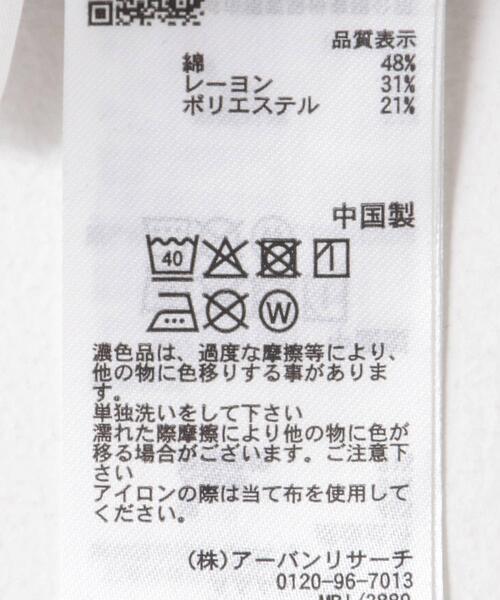 品質表示
綿 48%
レーヨン 31%
ポリエステル 21%
中国製
40
W
濃色品は、過度な摩擦等により、
他の物に色移りする事がありま
す。
単独洗いをして下さい
濡れた際摩擦により他の物に色が
移る場合がございます。ご注意下
さい
アイロンの際は当て布を使用して
ください。
(株)アーバンリサーチ
0120-96-7013